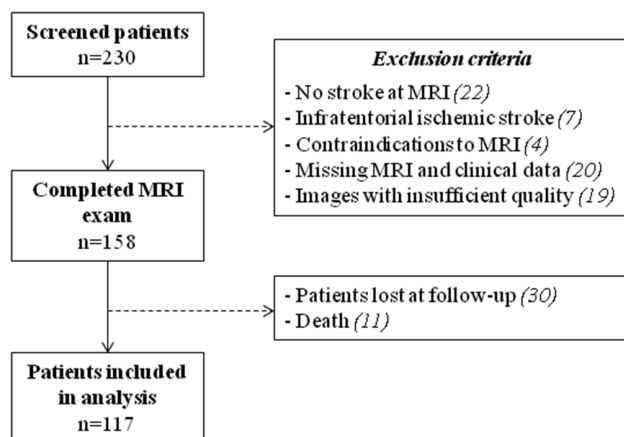 Screened patients
n=230
Exclusion criteria
- No stroke at MRI (22)
- Infratentorial ischemic stroke (7)
- Contraindications to MRI (4)
- Missing MRI and clinical data (20)
- Images with insufficient quality (19)
Completed MRI
exam
n=158
- Patients lost at follow-up (30)
- Death (11)
Patients included
in analysis
n=117